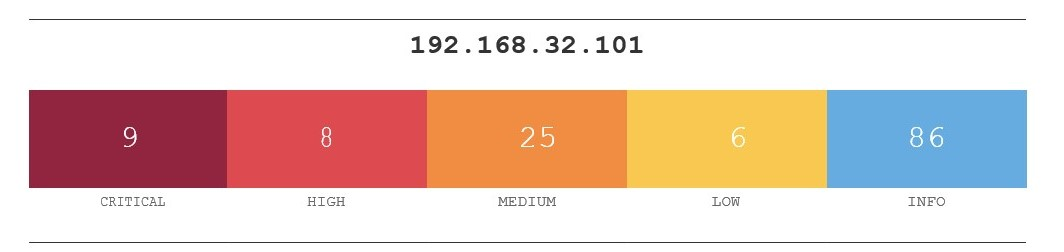 192.168.32.101
9 8 25 6 86
CRITICAL HIGH MEDIUM LOW INFO